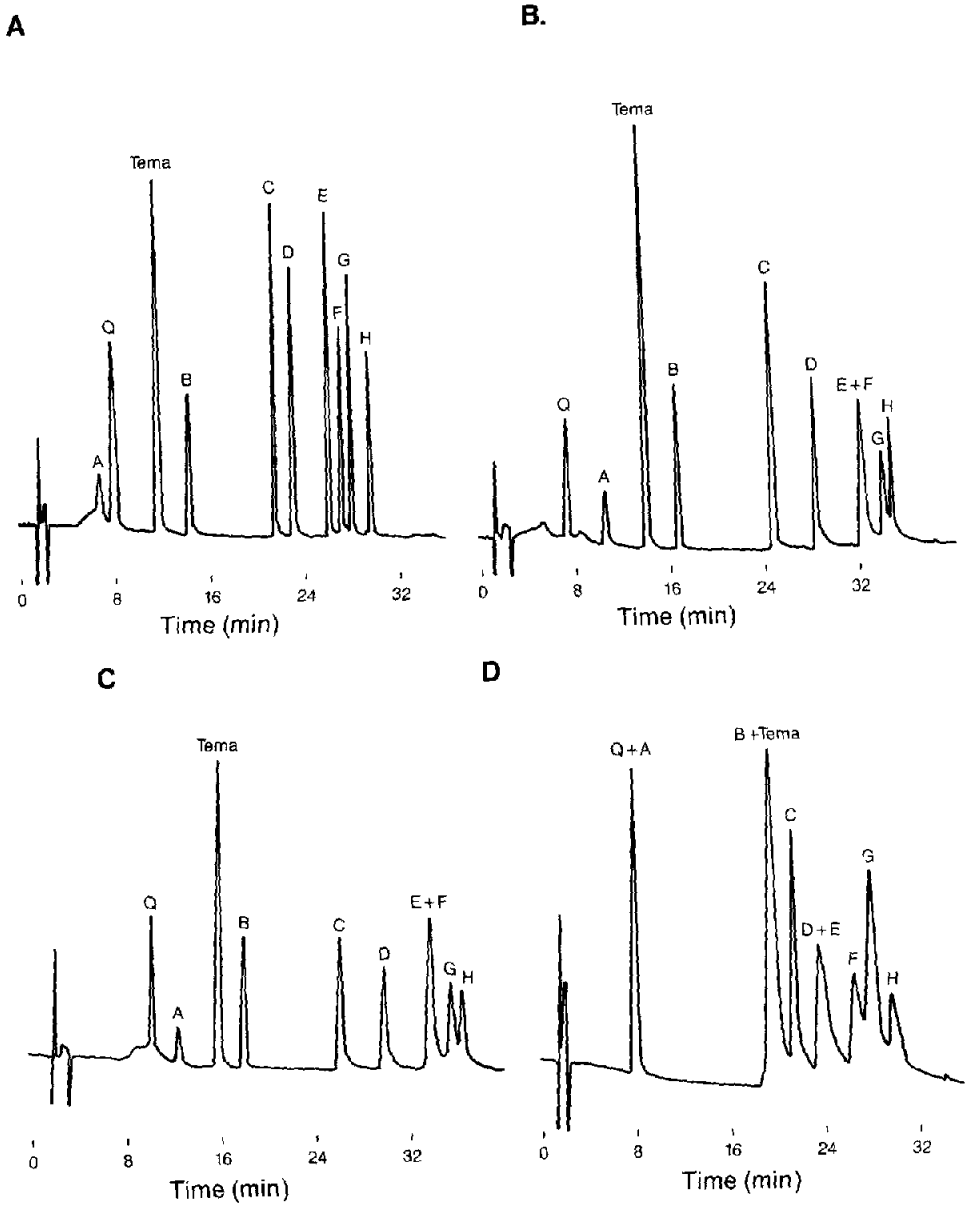 A
Tema
C
E
D
G
Q
F
H
B
A
0 8 16 24 32
Time (min)
B.
Tema
C
D
B
E+F
Q
H
G
A
0 8 16 24 32
Time (min)
C
Tema
Q
E+F
B
C
D
G H
A
0 8 16 24 32
Time (min)
D
B+Tema
Q+A
C
G
D+E
F
H
0 8 16 24 32
Time (min)